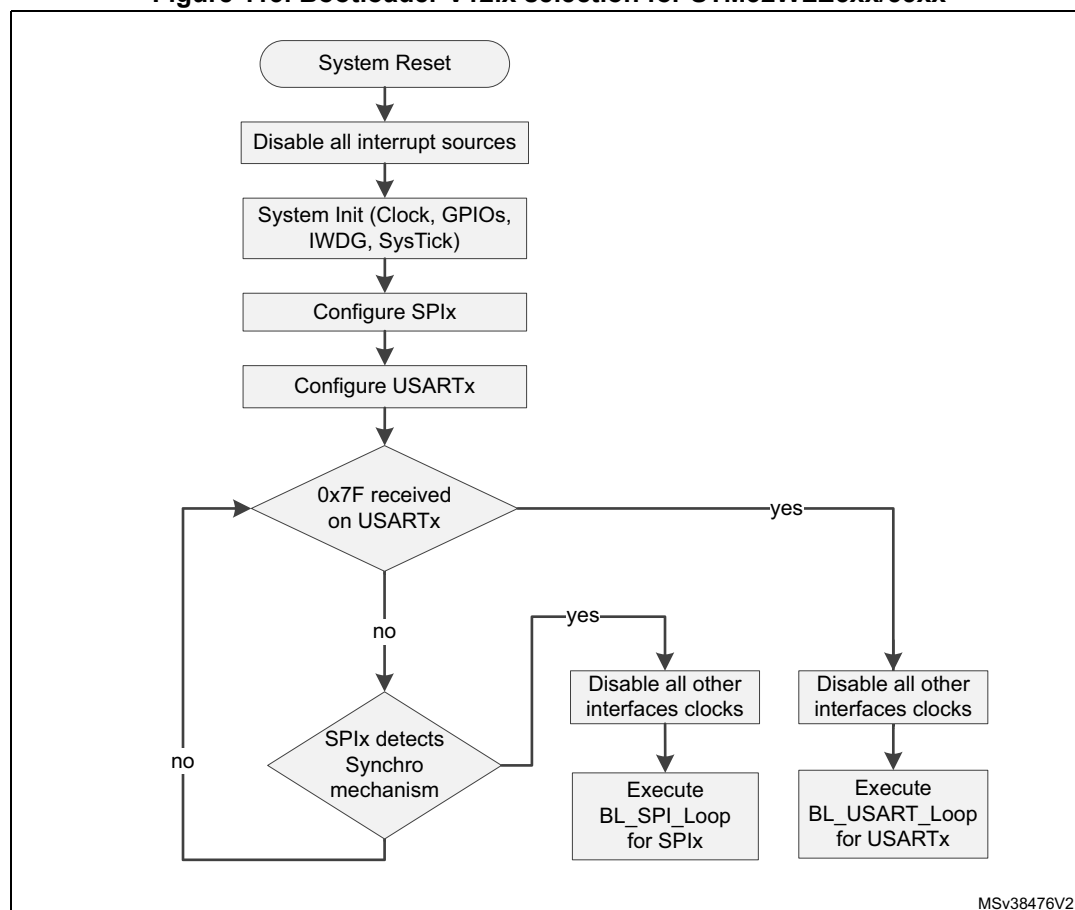 System Reset
Disable all interrupt sources
System Init (Clock, GPIOs,
IWDG, SysTick)
Configure SPIx
Configure USARTx
0x7F received
on USARTx
yes
no
yes
Disable all other
interfaces clocks
Disable all other
interfaces clocks
no
SPIx detects
Synchro
mechanism
Execute
BL_SPI_Loop
for SPIx
Execute
BL_USART_Loop
for USARTx
MSv38476V2